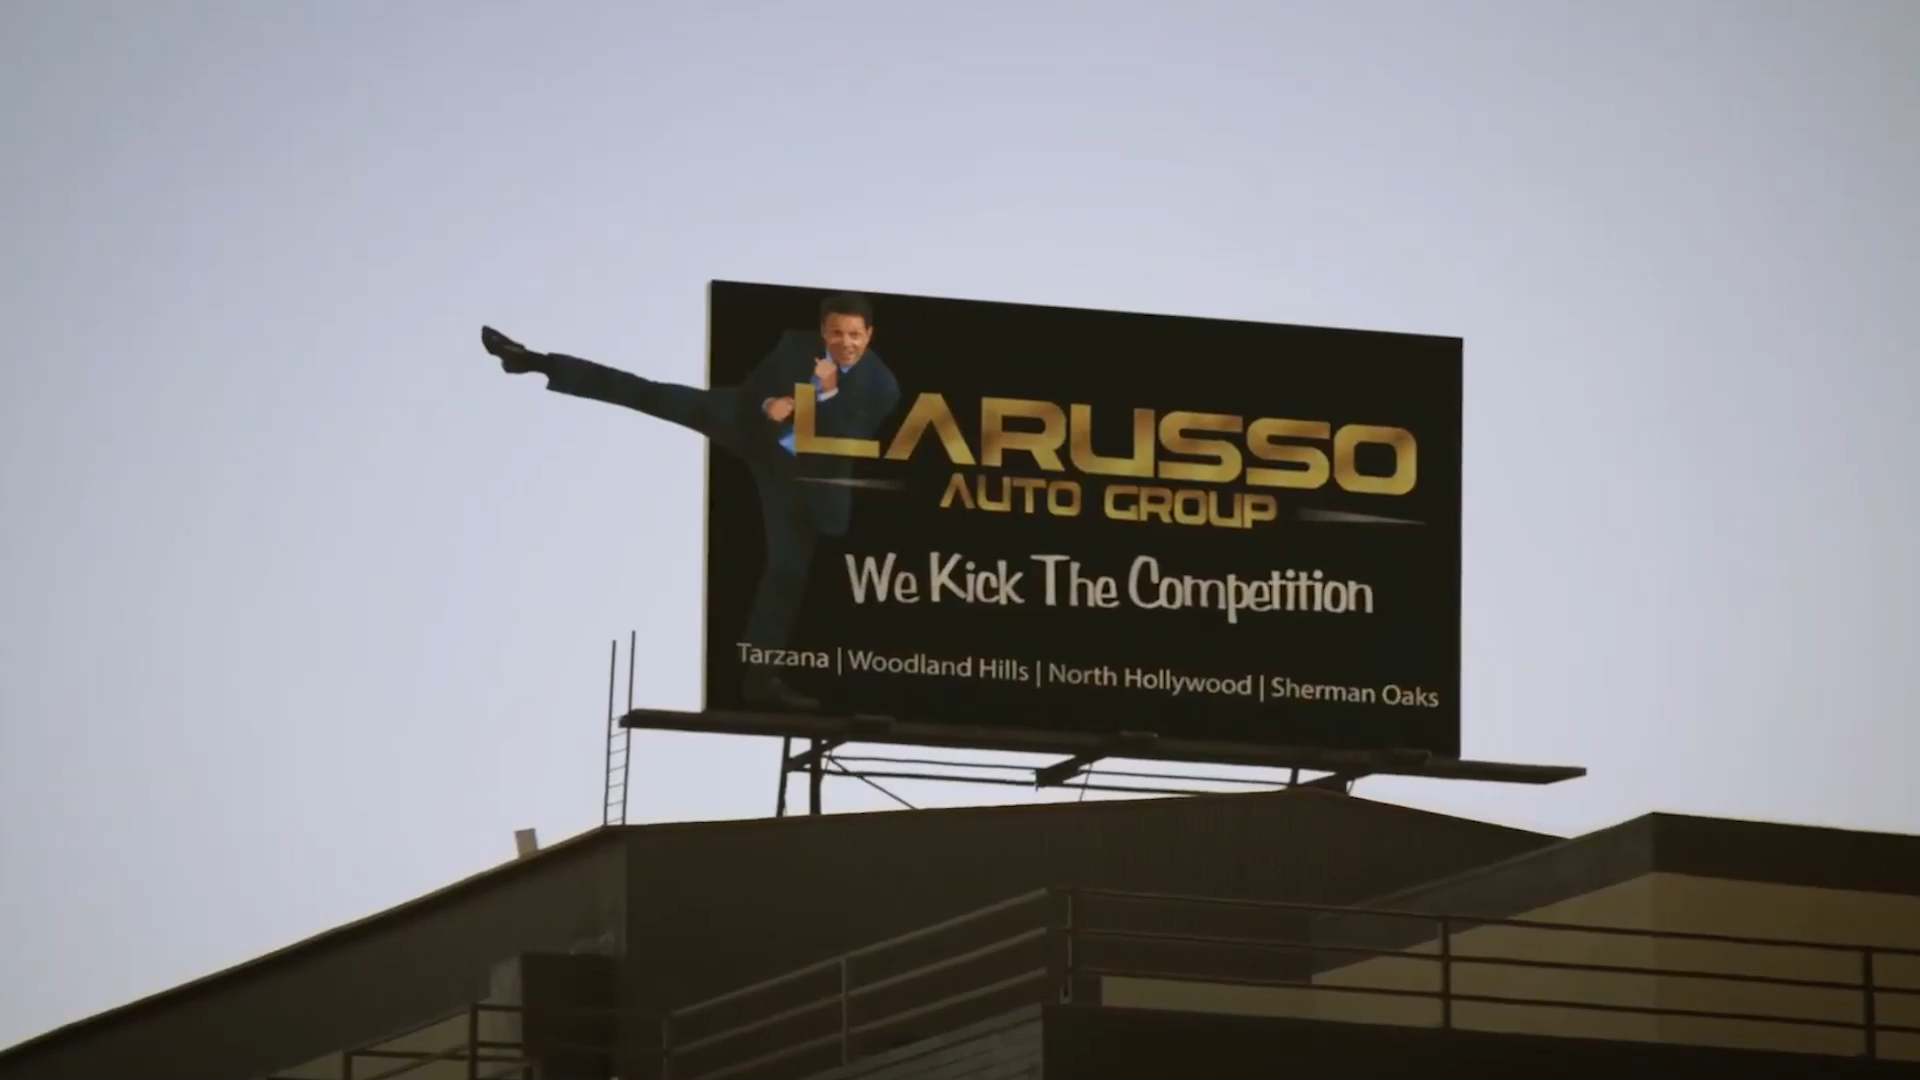 LARUSSO
AUTO GROUP
We Kick The Competition
Tarzana | Woodland Hills | North Hollywood | Sherman Oaks